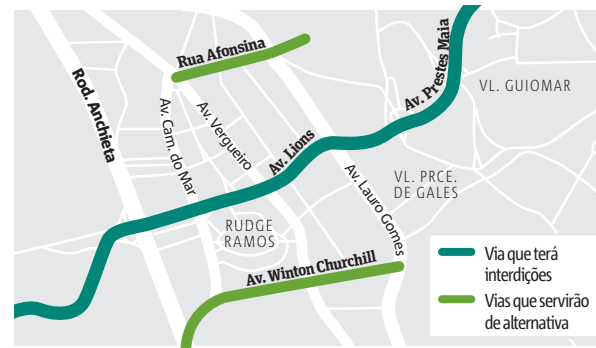 Rua Afonsina
Av. Prestes Maia
VL. GUIOMAR
Rod. Anchieta
Av. Cam. do Mar
Av. Vergueiro
Av. Lions
Av. Lauro Gomes
VL. PRCE.
DE GALES
RUDGE
RAMOS
Av. Winton Churchill
Via que terá
interdições
Vias que servirão
de alternativa